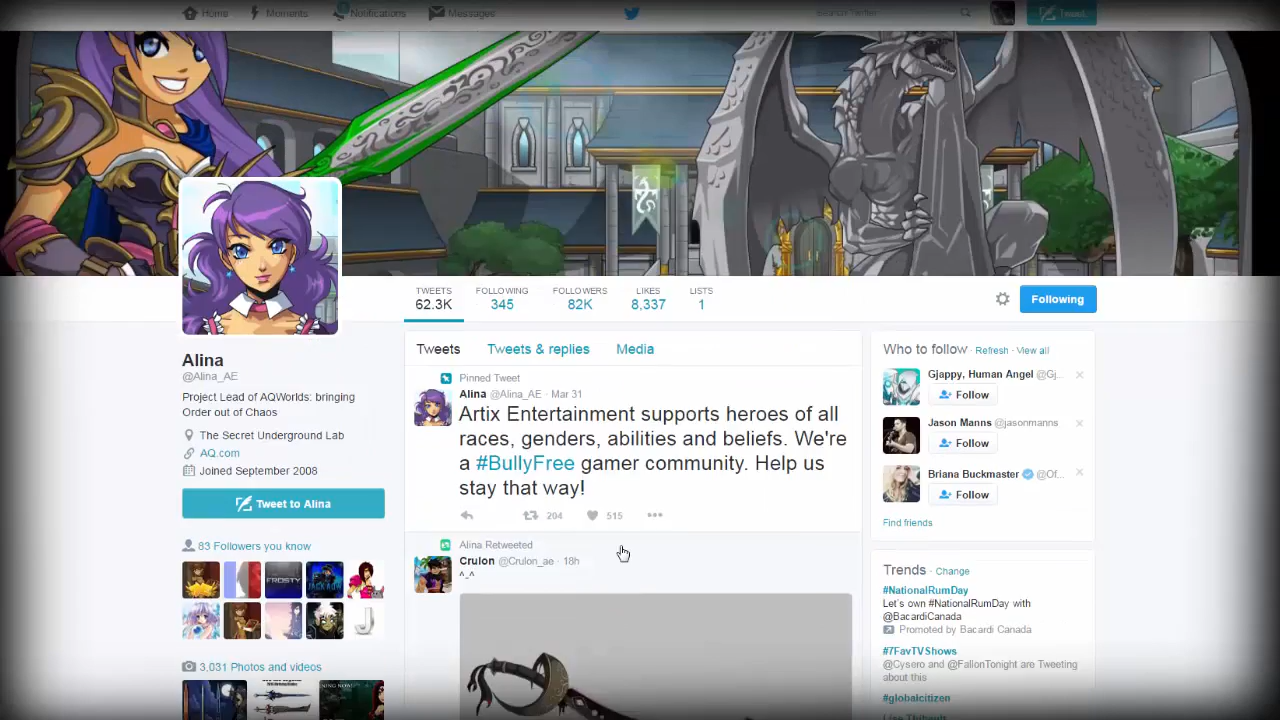 Home Moments Notifications Messages Search Twitter Tweet
TWEETS FOLLOWING FOLLOWERS LIKES LISTS
62.3K 345 82K 8,337 1
Following
Alina
@Alina_AE
Project Lead of AQWorlds: bringing
Order out of Chaos
The Secret Underground Lab
AQ.com
Joined September 2008
Tweet to Alina
83 Followers you know
FROSTY
J
3,031 Photos and videos
Tweets Tweets & replies Media
Pinned Tweet
Alina @Alina_AE · Mar 31
Artix Entertainment supports heroes of all
races, genders, abilities and beliefs. We're
a #BullyFree gamer community. Help us
stay that way!
204 515
Alina Retweeted
Crulon @Crulon_ae · 18h
^-^
Who to follow · Refresh · View all
Gjappy, Human Angel @Gj...
Follow
Jason Manns @jasonmanns
Follow
Briana Buckmaster @Of...
Follow
Find friends
Trends · Change
#NationalRumDay
Let's own #NationalRumDay with
@BacardiCanada
Promoted by Bacardi Canada
#7FavTVShows
@Cysero and @FallonTonight are Tweeting
about this
#globalcitizen